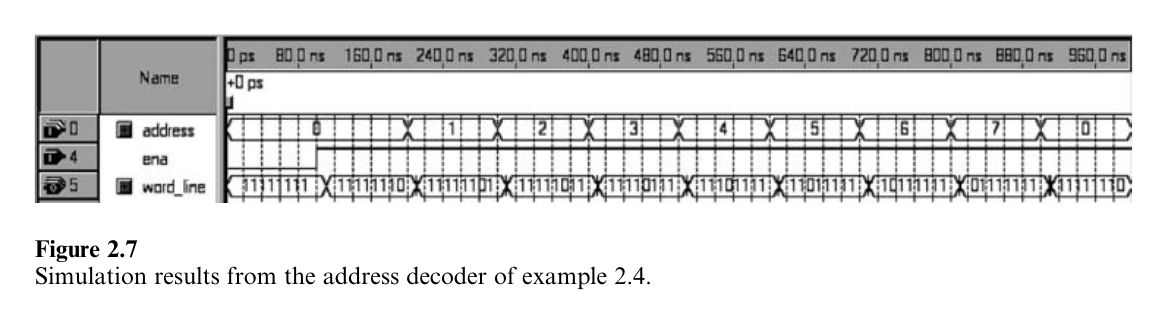 0 ps 80.0 ns 160.0 ns 240.0 ns 320.0 ns 400.0 ns 480.0 ns 560.0 ns 640.0 ns 720.0 ns 800.0 ns 880.0 ns 960.0 ns
Name
+0 ps
0 address 0 1 2 3 4 5 6 7 0
4 ena
5 word_line 11111111 11111110 11111101 11111011 11110111 11101111 11011111 10111111 01111111 11111110
Figure 2.7
Simulation results from the address decoder of example 2.4.